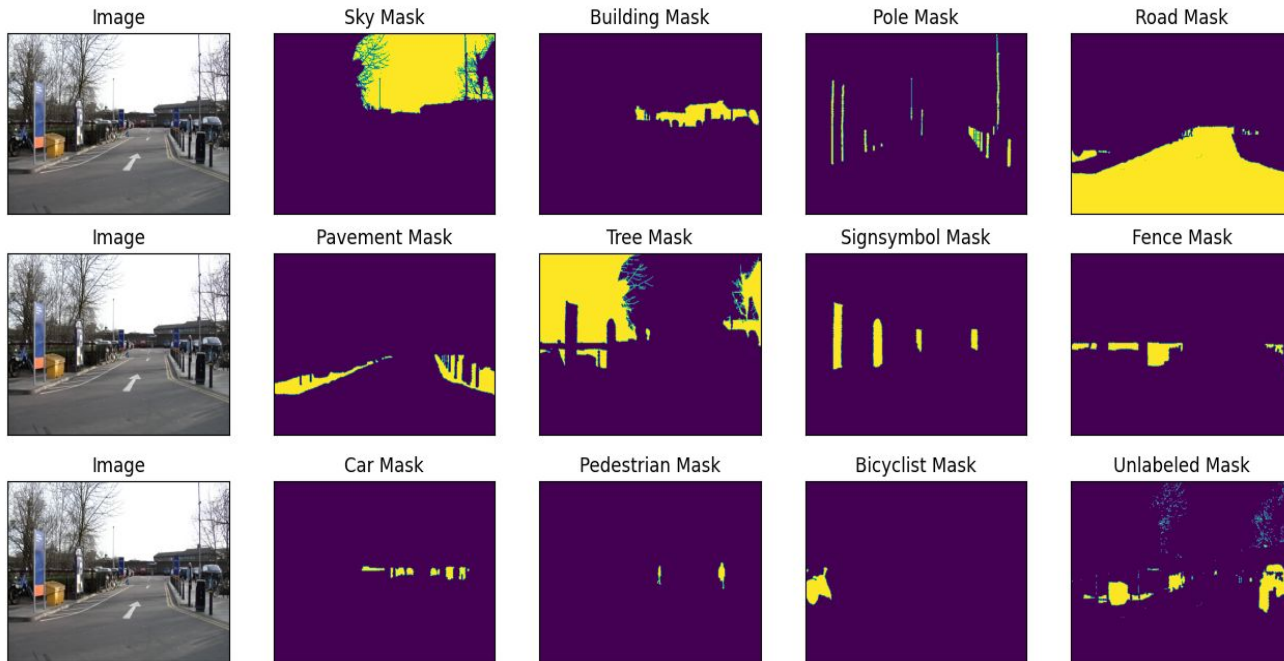 Image Sky Mask Building Mask Pole Mask Road Mask
Image Pavement Mask Tree Mask Signsymbol Mask Fence Mask
Image Car Mask Pedestrian Mask Bicyclist Mask Unlabeled Mask